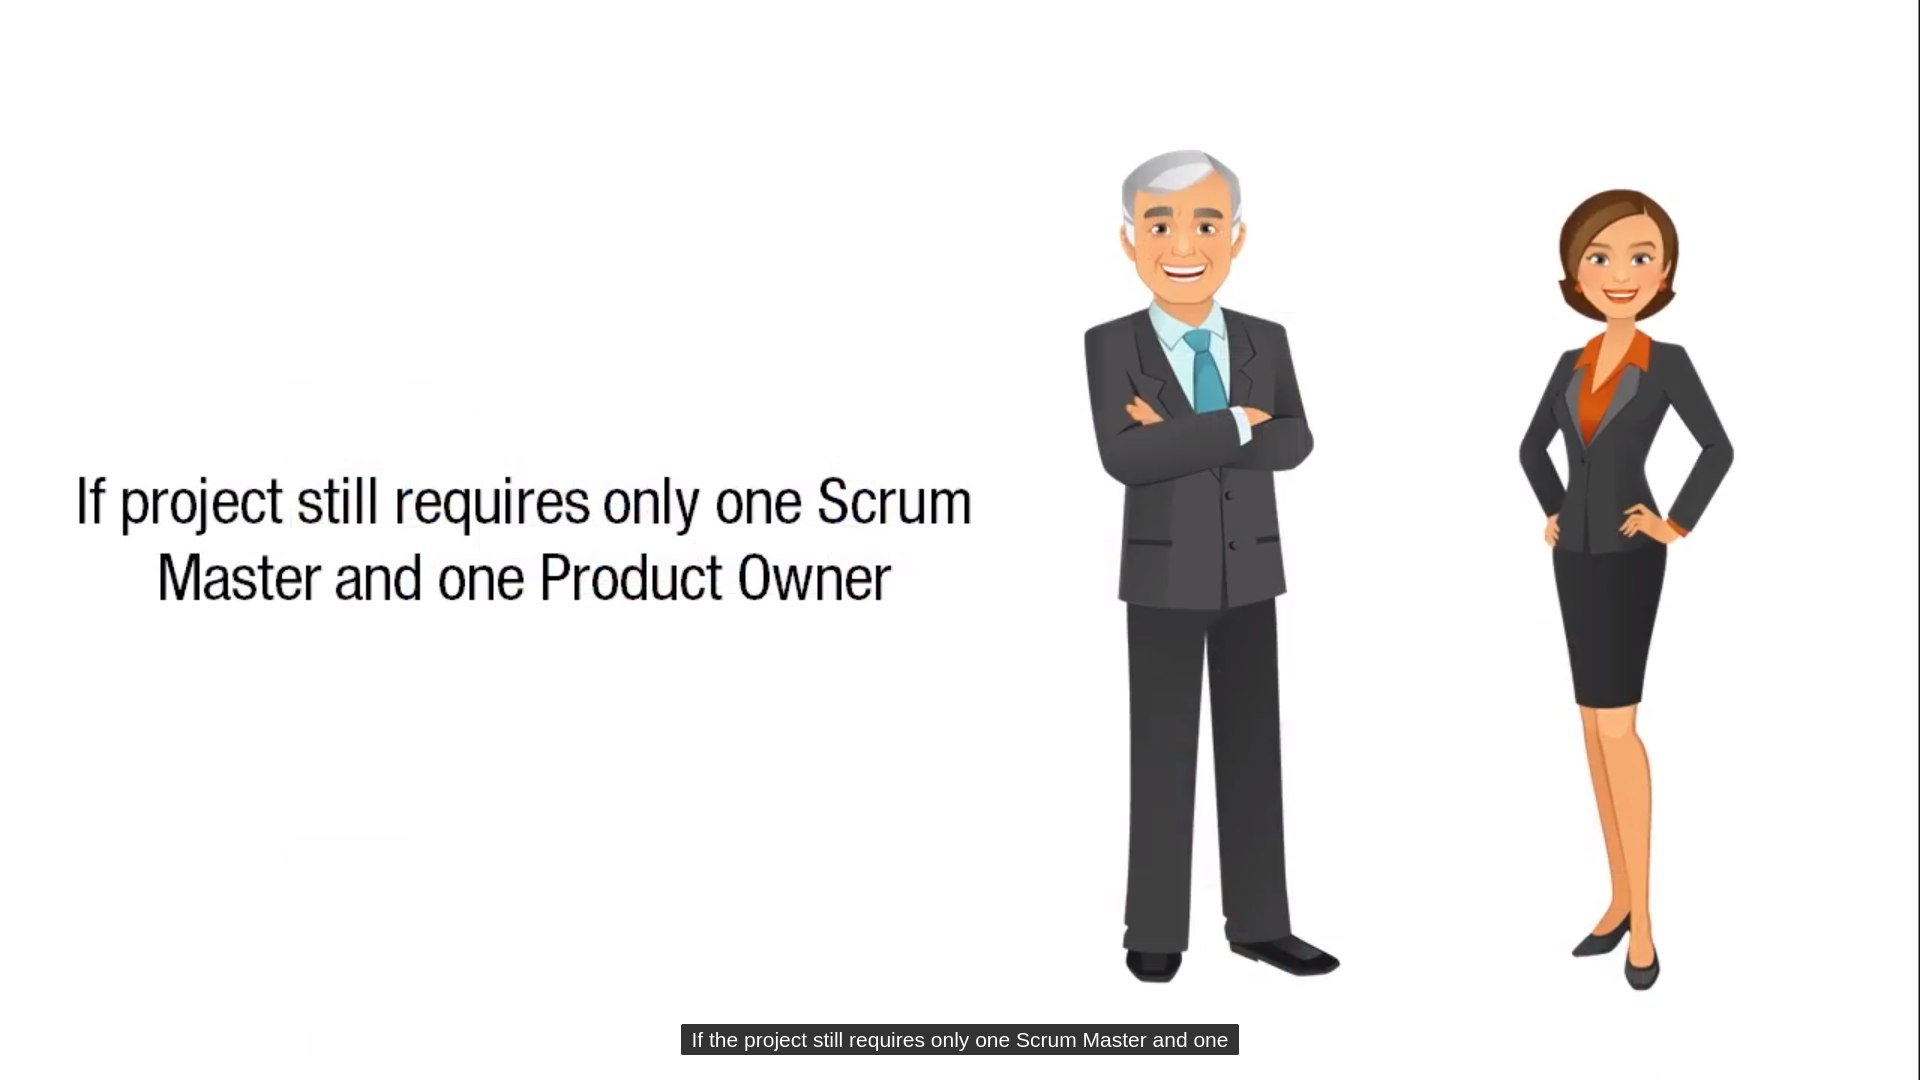 If project still requires only one Scrum
Master and one Product Owner
If the project still requires only one Scrum Master and one